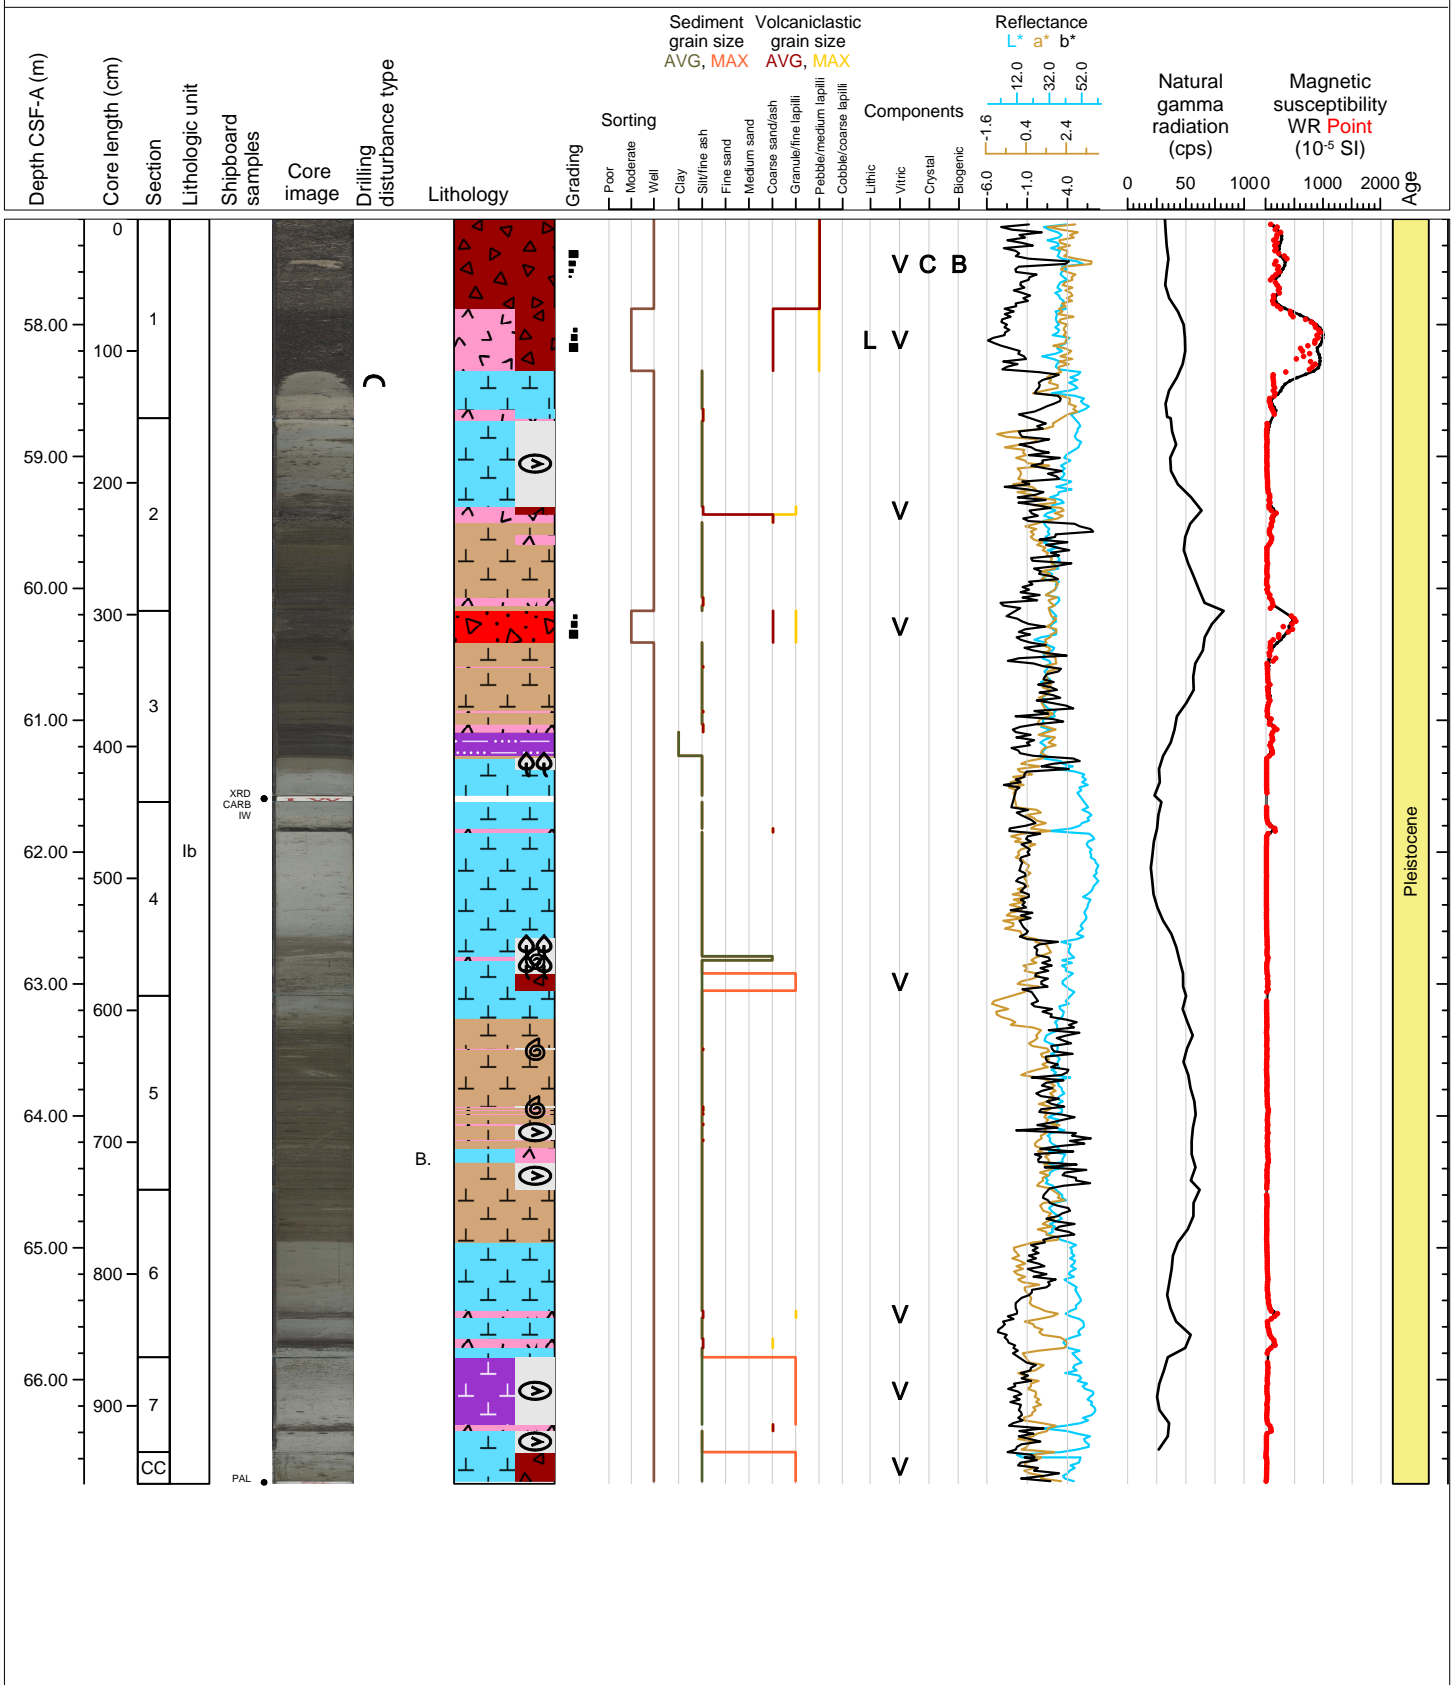 Depth CSF-A (m)
Core length (cm)
Section
Lithologic unit
Shipboard
samples
Core
image
Drilling
disturbance type
Lithology
Grading
Sorting
Poor
Moderate
Well
Sediment
grain size
AVG, MAX
Volcaniclastic
grain size
AVG, MAX
Clay
Silt/fine ash
Fine sand
Medium sand
Coarse sand/ash
Granule/fine lapilli
Pebble/medium lapilli
Cobble/coarse lapilli
Components
Lithic
Vitric
Crystal
Biogenic
Reflectance
L* a* b*
12.0 32.0 52.0
-1.6 0.4 2.4
-6.0 -1.0 4.0
Natural
gamma
radiation
(cps)
0 50 100
Magnetic
susceptibility
WR Point
(10⁻⁵ SI)
0 1000 2000
Age
0
V C B
58.00
1
L V
100
59.00
200
2
V
60.00
300
V
61.00
3
400
XRD
CARB
IW
I W
62.00
Ib
500
4
Pleistocene
63.00
V
600
5
64.00
700
B.
65.00
800
6
V
66.00
V
900
7
CC
V
PAL